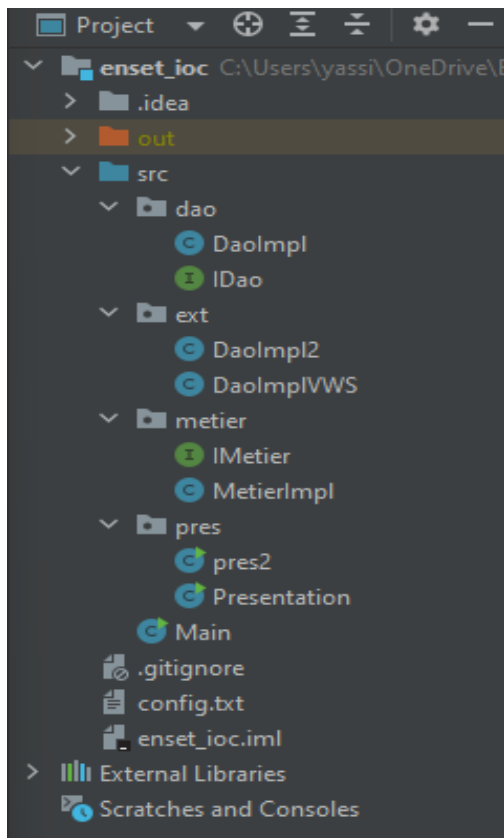 Project
enset_ioc C:\Users\yassi\OneDrive\E
.idea
out
src
dao
DaoImpl
IDao
ext
DaoImpl2
DaoImplVWS
metier
IMetier
MetierImpl
pres
pres2
Presentation
Main
.gitignore
config.txt
enset_ioc.iml
External Libraries
Scratches and Consoles